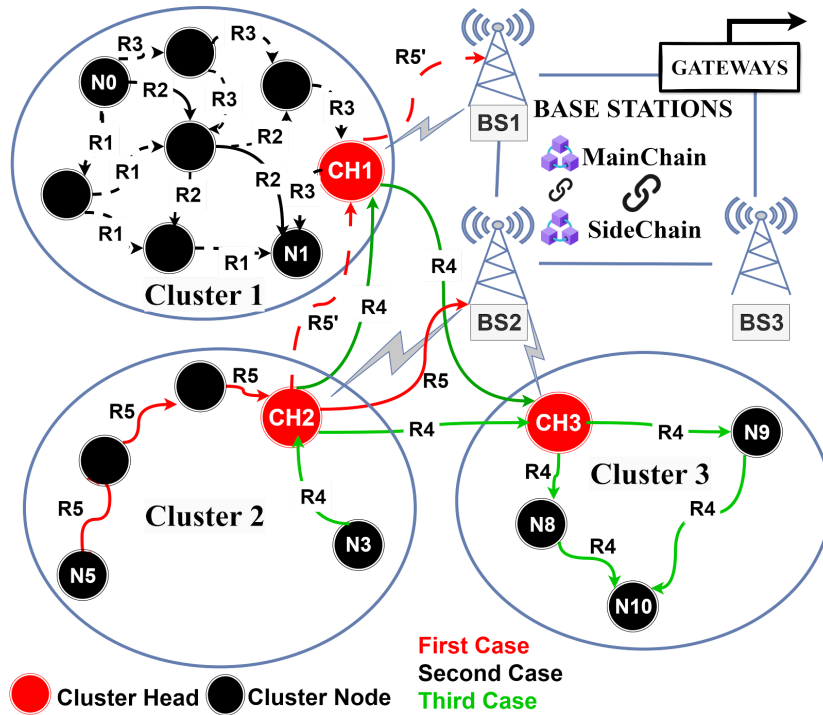 R3
R3
R5'
GATEWAYS
N0
R2
R3
R3
BS1
BASE STATIONS
R1
R1
R2
CH1
MainChain
R2
R2
R3
SideChain
R1
R1
N1
Cluster 1
R4
R5'
R4
BS2
BS3
R5
R5
R5
CH2
R4
CH3
R4
N9
R4
Cluster 3
R5
Cluster 2
R4
N8
R4
R4
N3
N5
N10
First Case
Second Case
Third Case
Cluster Head
Cluster Node